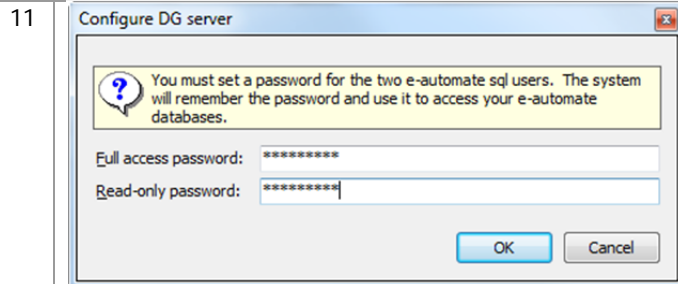 11
Configure DG server
You must set a password for the two e-automate sql users. The system
will remember the password and use it to access your e-automate
databases.
Full access password: *********
Read-only password: *********
OK Cancel